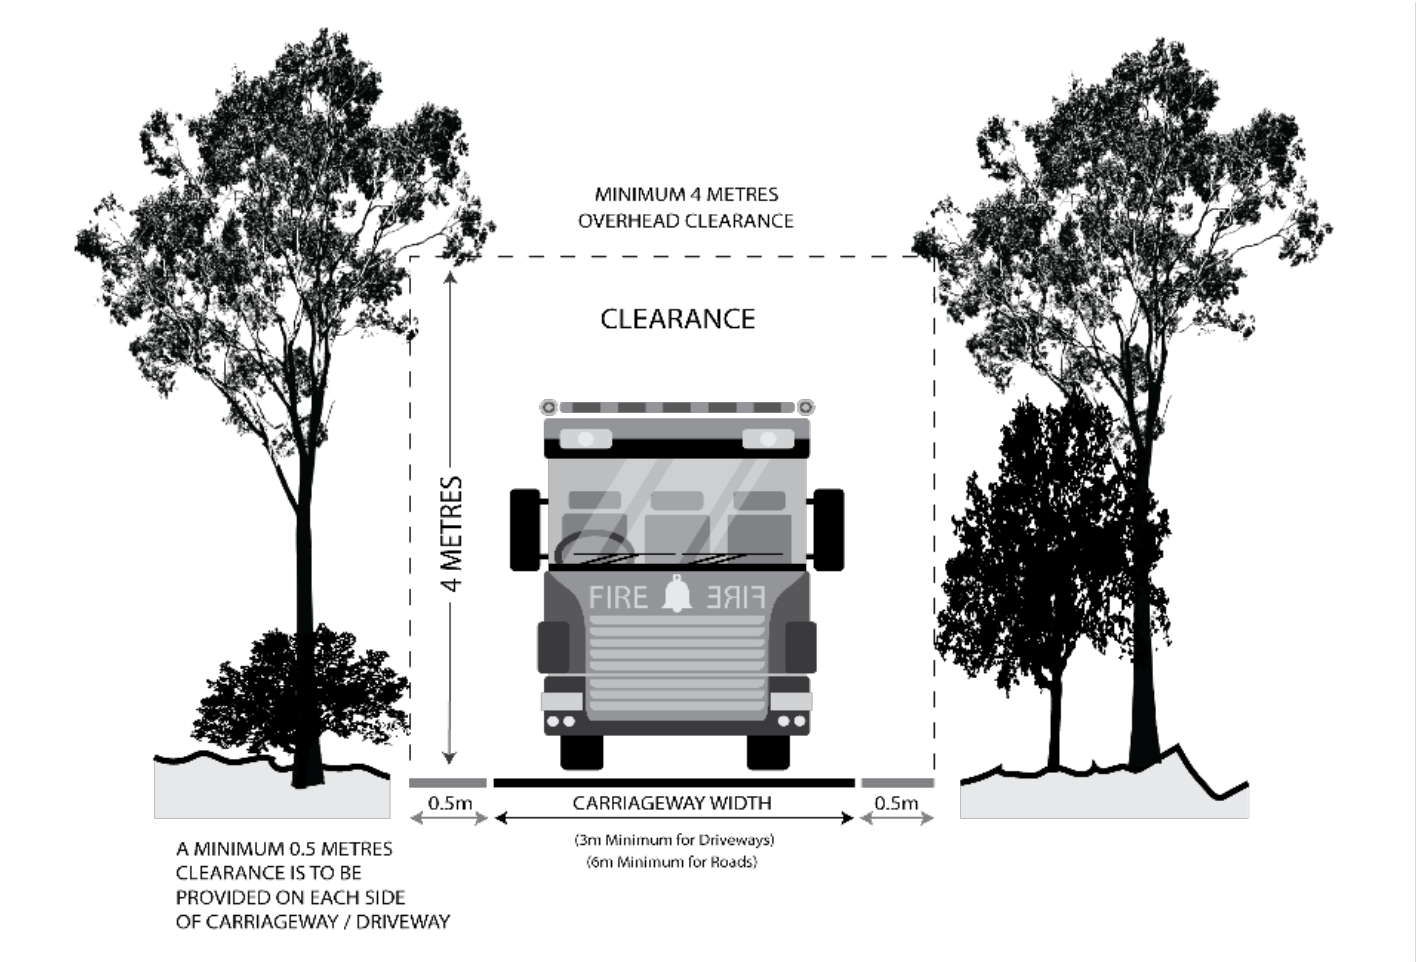 MINIMUM 4 METRES
OVERHEAD CLEARANCE
CLEARANCE
4 METRES
FIRE FIRE
0.5m
CARRIAGEWAY WIDTH
0.5m
(3m Minimum for Driveways)
(6m Minimum for Roads)
A MINIMUM 0.5 METRES
CLEARANCE IS TO BE
PROVIDED ON EACH SIDE
OF CARRIAGEWAY / DRIVEWAY